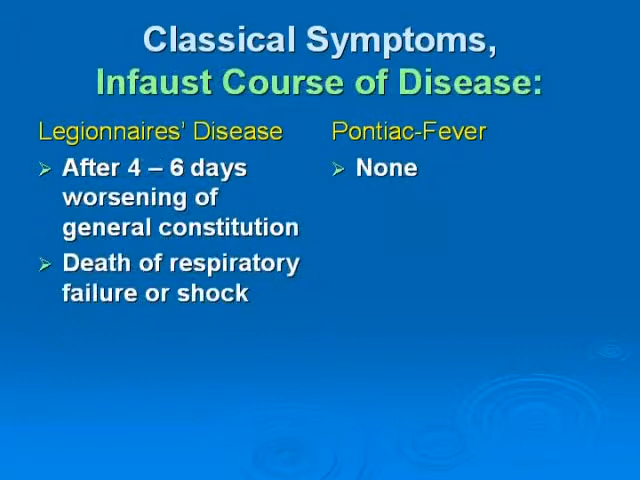 Classical Symptoms,
Infaust Course of Disease:
Legionnaires’ Disease
After 4 – 6 days
worsening of
general constitution
Death of respiratory
failure or shock
Pontiac-Fever
None